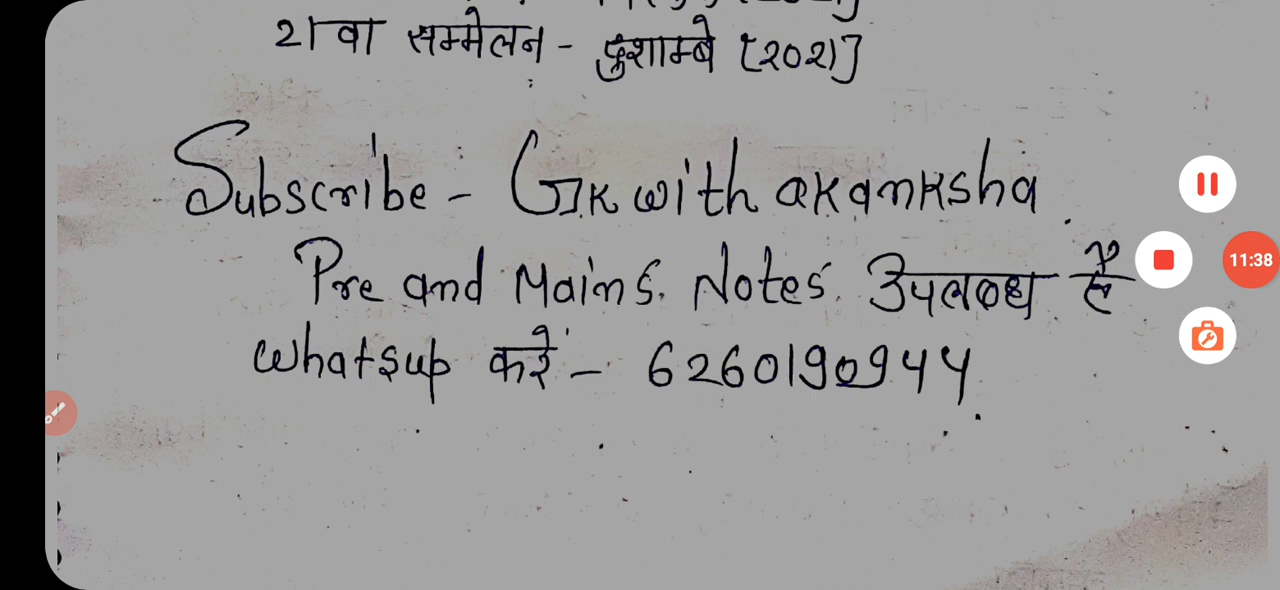 21वा सम्मेलन - दुशाम्बे [2021]
Subscribe - GK with akanksha.
Pre and Mains. Notes. उपलब्ध है
whatsup करें - 6260190944.
11:38